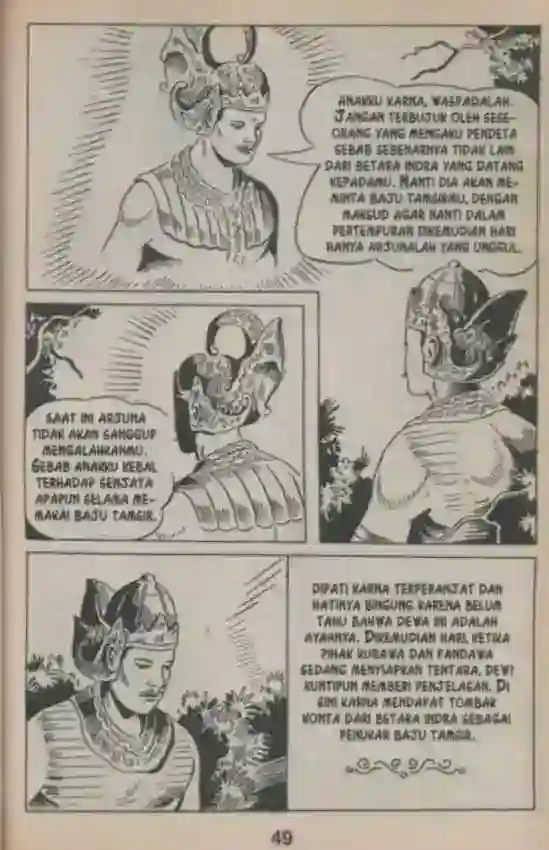 ANAKKU KARNA, WASPADALAH.
JANGAN TERBUJUK OLEH SESE-
ORANG YANG MENGAKU PENDETA
SEBAB SEBENARNYA TIDAK LAIN
DARI BETARA INDRA YANG DATANG
KEPADAMU. NANTI DIA AKAN ME-
MINTA BAJU TAMSIRMU, DENGAN
MAKSUD AGAR NANTI DALAM
PERTEMPURAN DIKEMUDIAN HARI
HANYA ARJUNALAH YANG UNGGUL.
SAAT INI ARJUNA
TIDAK AKAN SANGGUP
MENGALAHKANMU.
SEBAB ANAKKU KEBAL
TERHADAP SENJATA
APAPUN SELAMA ME-
MAKAI BAJU TAMSIR.
DIPATI KARNA TERPERANJAT DAN
HATINYA BINGUNG KARENA BELUM
TAHU BAHWA DEWA INI ADALAH
AYAHNYA. DIKEMUDIAN HARI, KETIKA
PIHAK KURAWA DAN PANDAWA
SEDANG MENYIAPKAN TENTARA, DEWI
KUNTIPUN MEMBERI PENJELASAN. DI
SINI KARNA MENDAPAT TOMBAK
KONTA DARI BETARA INDRA SEBAGAI
PENUKAR BAJU TAMSIR.
49